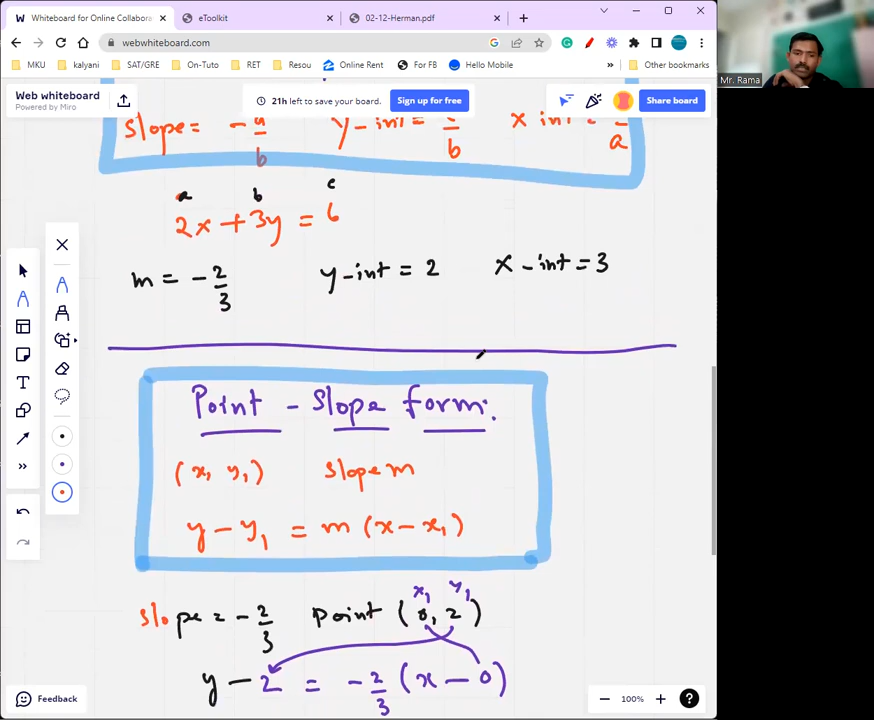 Whiteboard for Online Collabora
eToolkit
02-12-Herman.pdf
webwhiteboard.com
MKU kalyani SAT/GRE On-Tuto RET Resou Online Rent For FB Hello Mobile » Other bookmarks
Mr. Rama
Web whiteboard
Powered by Miro
21h left to save your board.
Sign up for free
Share board
slope = -a/b y-int = c/b x int = c/a
a b c
2x + 3y = 6
m = -2/3 y-int = 2 x-int = 3
Point - Slope form:
(x, y₁) slope m
y - y₁ = m (x - x₁)
x₁ y₁
slope = -2/3 point (0, 2)
y - 2 = -2/3 (x - 0)
Feedback
100%